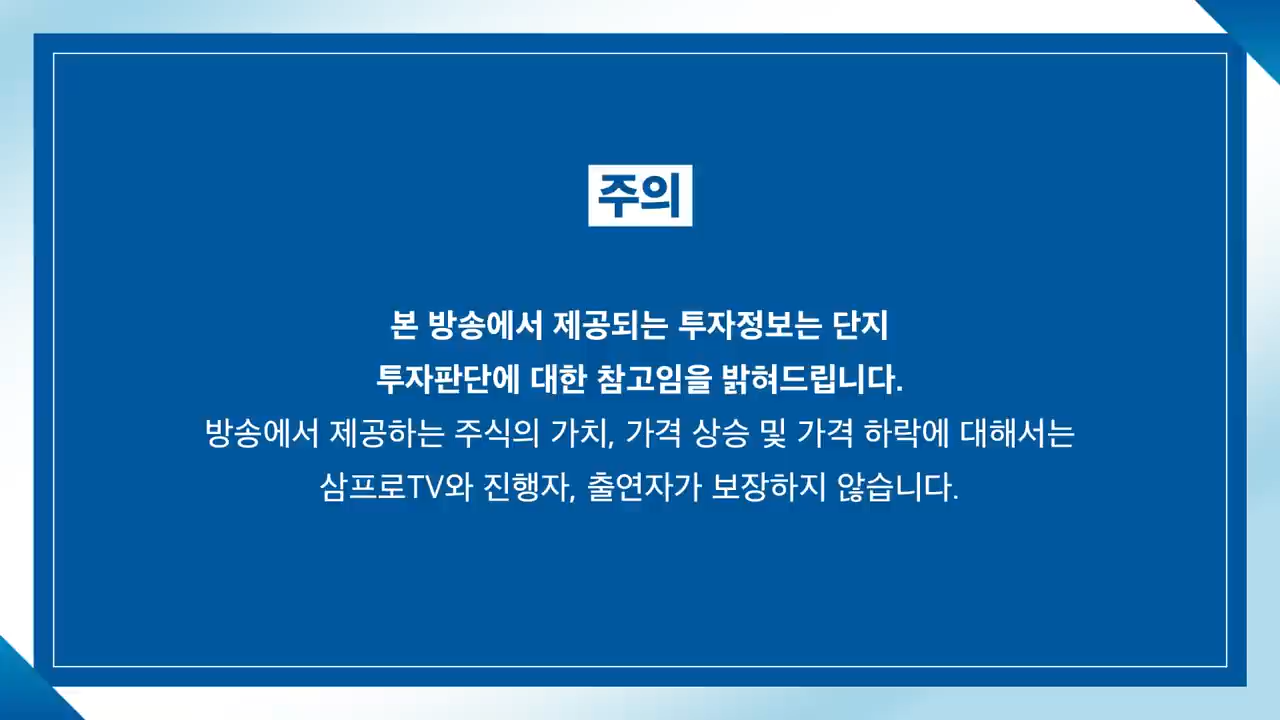 주의
본 방송에서 제공되는 투자정보는 단지
투자판단에 대한 참고임을 밝혀드립니다.
방송에서 제공하는 주식의 가치, 가격 상승 및 가격 하락에 대해서는
삼프로TV와 진행자, 출연자가 보장하지 않습니다.